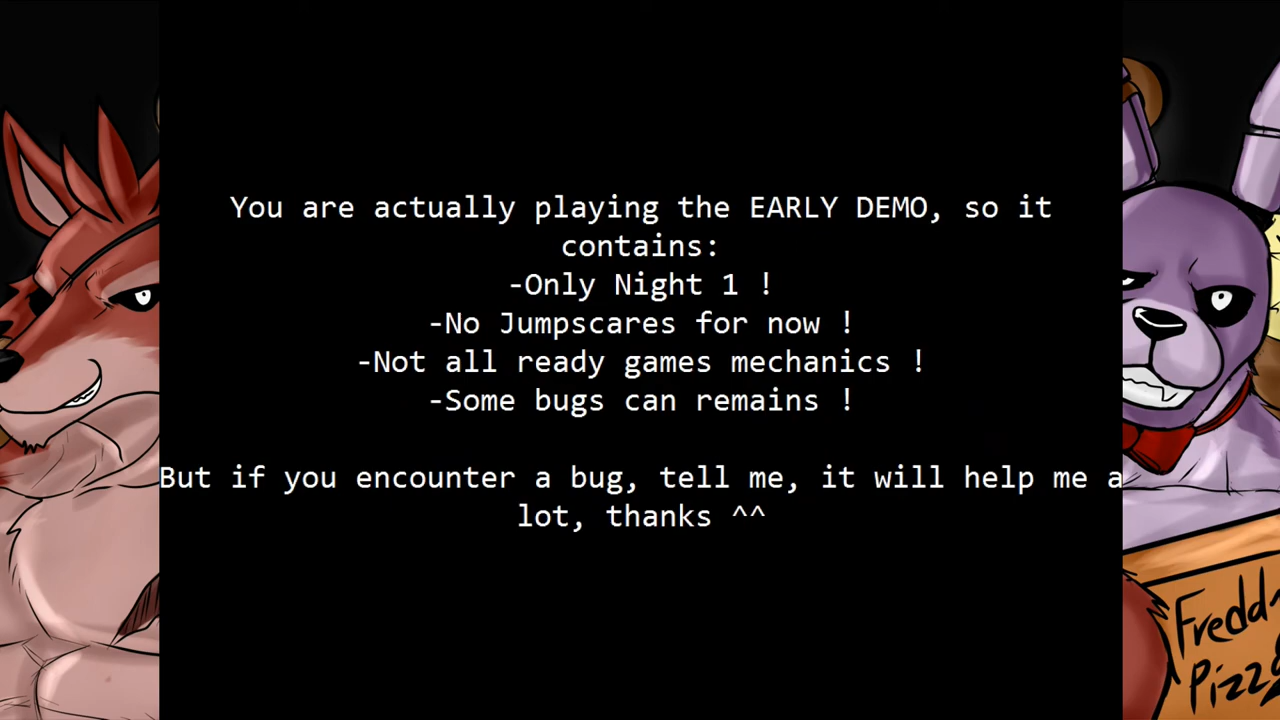 You are actually playing the EARLY DEMO, so it
contains:
-Only Night 1 !
-No Jumpscares for now !
-Not all ready games mechanics !
-Some bugs can remains !
But if you encounter a bug, tell me, it will help me a
lot, thanks ^^